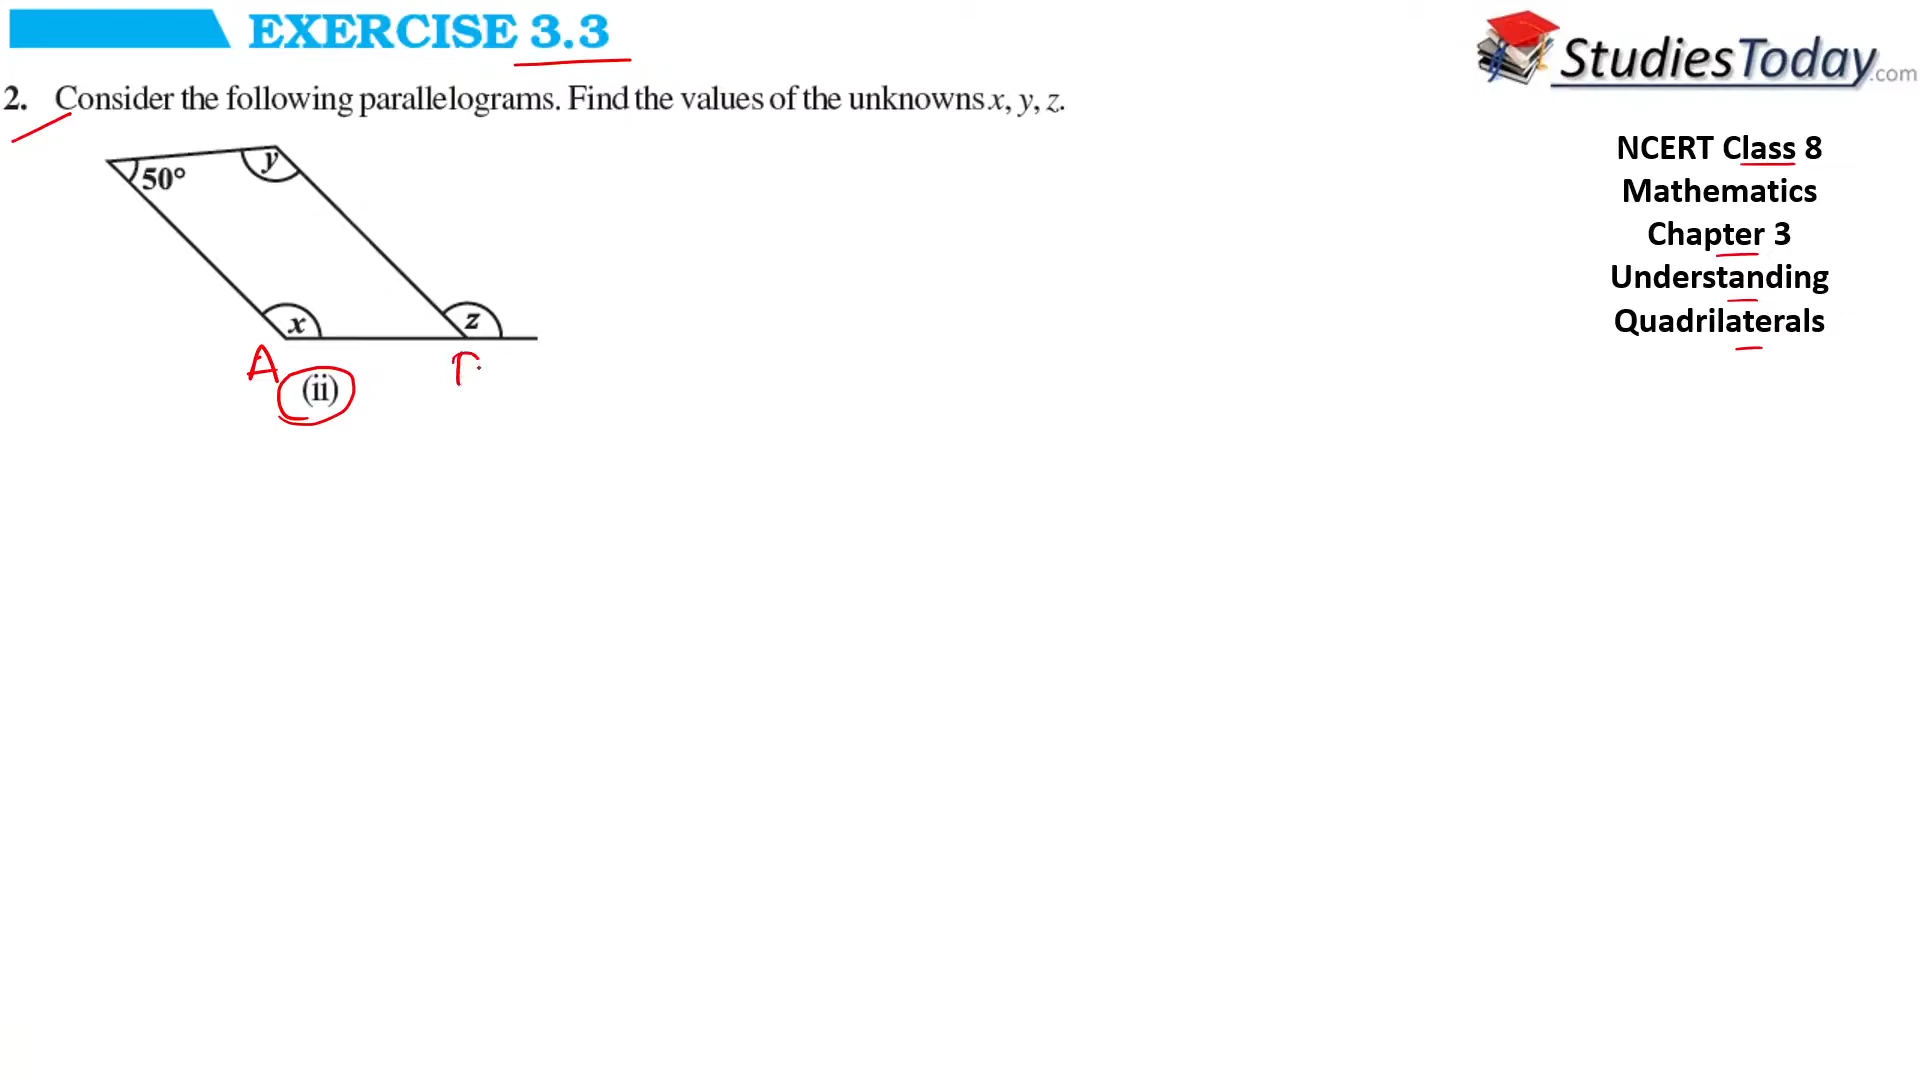 EXERCISE 3.3
StudiesToday.com
2. Consider the following parallelograms. Find the values of the unknowns x, y, z.
NCERT Class 8
Mathematics
Chapter 3
Understanding
Quadrilaterals
50°
y
x
z
A
(ii)